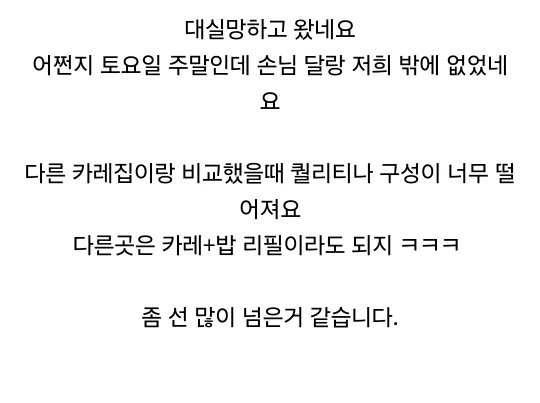 대실망하고 왔네요
어쩐지 토요일 주말인데 손님 달랑 저희 밖에 없었네
요
다른 카레집이랑 비교했을때 퀄리티나 구성이 너무 떨
어져요
다른곳은 카레+밥 리필이라도 되지 ㅋㅋㅋ
좀 선 많이 넘은거 같습니다.